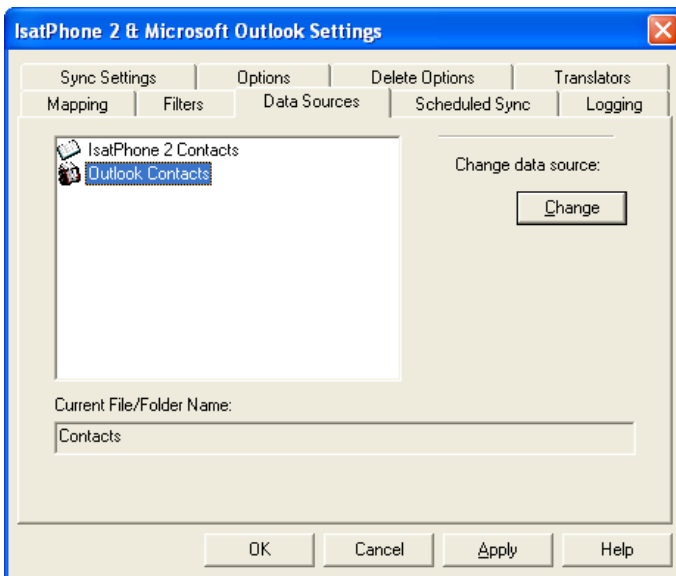 IsatPhone 2 & Microsoft Outlook Settings
Sync Settings Options Delete Options Translators
Mapping Filters Data Sources Scheduled Sync Logging
IsatPhone 2 Contacts
Outlook Contacts
Change data source:
Change
Current File/Folder Name:
Contacts
OK Cancel Apply Help